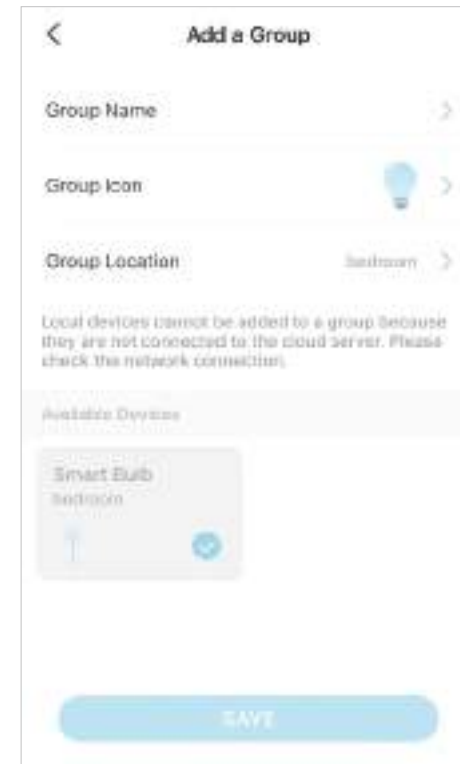 Add a Group
Group Name
Group Icon
Group Location bedroom
Local devices cannot be added to a group because
they are not connected to the cloud server. Please
check the network connection.
Available Devices
Smart Bulb
bedroom
SAVE